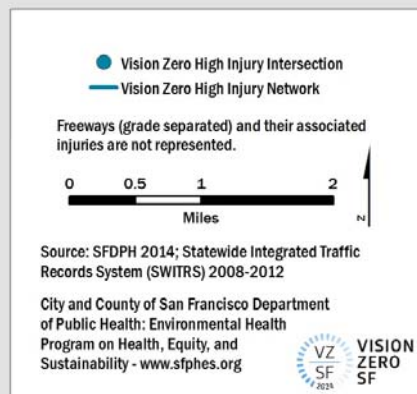 Vision Zero High Injury Intersection
Vision Zero High Injury Network
Freeways (grade separated) and their associated
injuries are not represented.
0 0.5 1 2
Miles
N
Source: SFDPH 2014; Statewide Integrated Traffic
Records System (SWITRS) 2008-2012
City and County of San Francisco Department
of Public Health: Environmental Health
Program on Health, Equity, and
Sustainability - www.sfphes.org
VZ
SF
2024
VISION
ZERO
SF